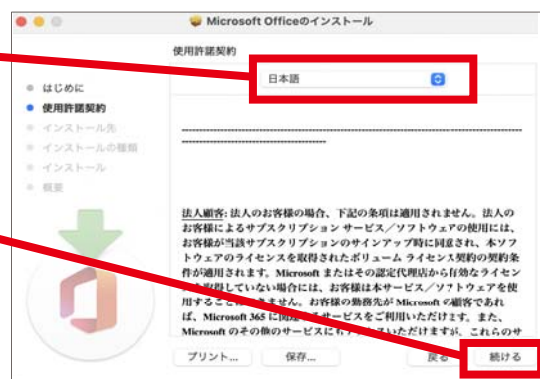 Microsoft Officeのインストール
使用許諾契約
日本語
はじめに
使用許諾契約
インストール先
インストールの種類
インストール
概要
法人顧客: 法人のお客様の場合、下記の条項は適用されません。法人の
お客様によるサブスクリプション サービス／ソフトウェアの使用には、
お客様が当該サブスクリプションのサインアップ時に同意され、本ソフ
トウェアのライセンスを取得されたボリューム ライセンス契約の契約条
件が適用されます。Microsoft またはその認定代理店から有効なライセン
を取得していない場合には、お客様は本サービス／ソフトウェアを使
用することはできません。お客様の勤務先が Microsoft の顧客であれ
ば、Microsoft 365 に関連するサービスをご利用いただけます。また、
Microsoft のその他のサービスにもアクセスいただけますが、これらのサ
プリント...
保存...
戻る
続ける